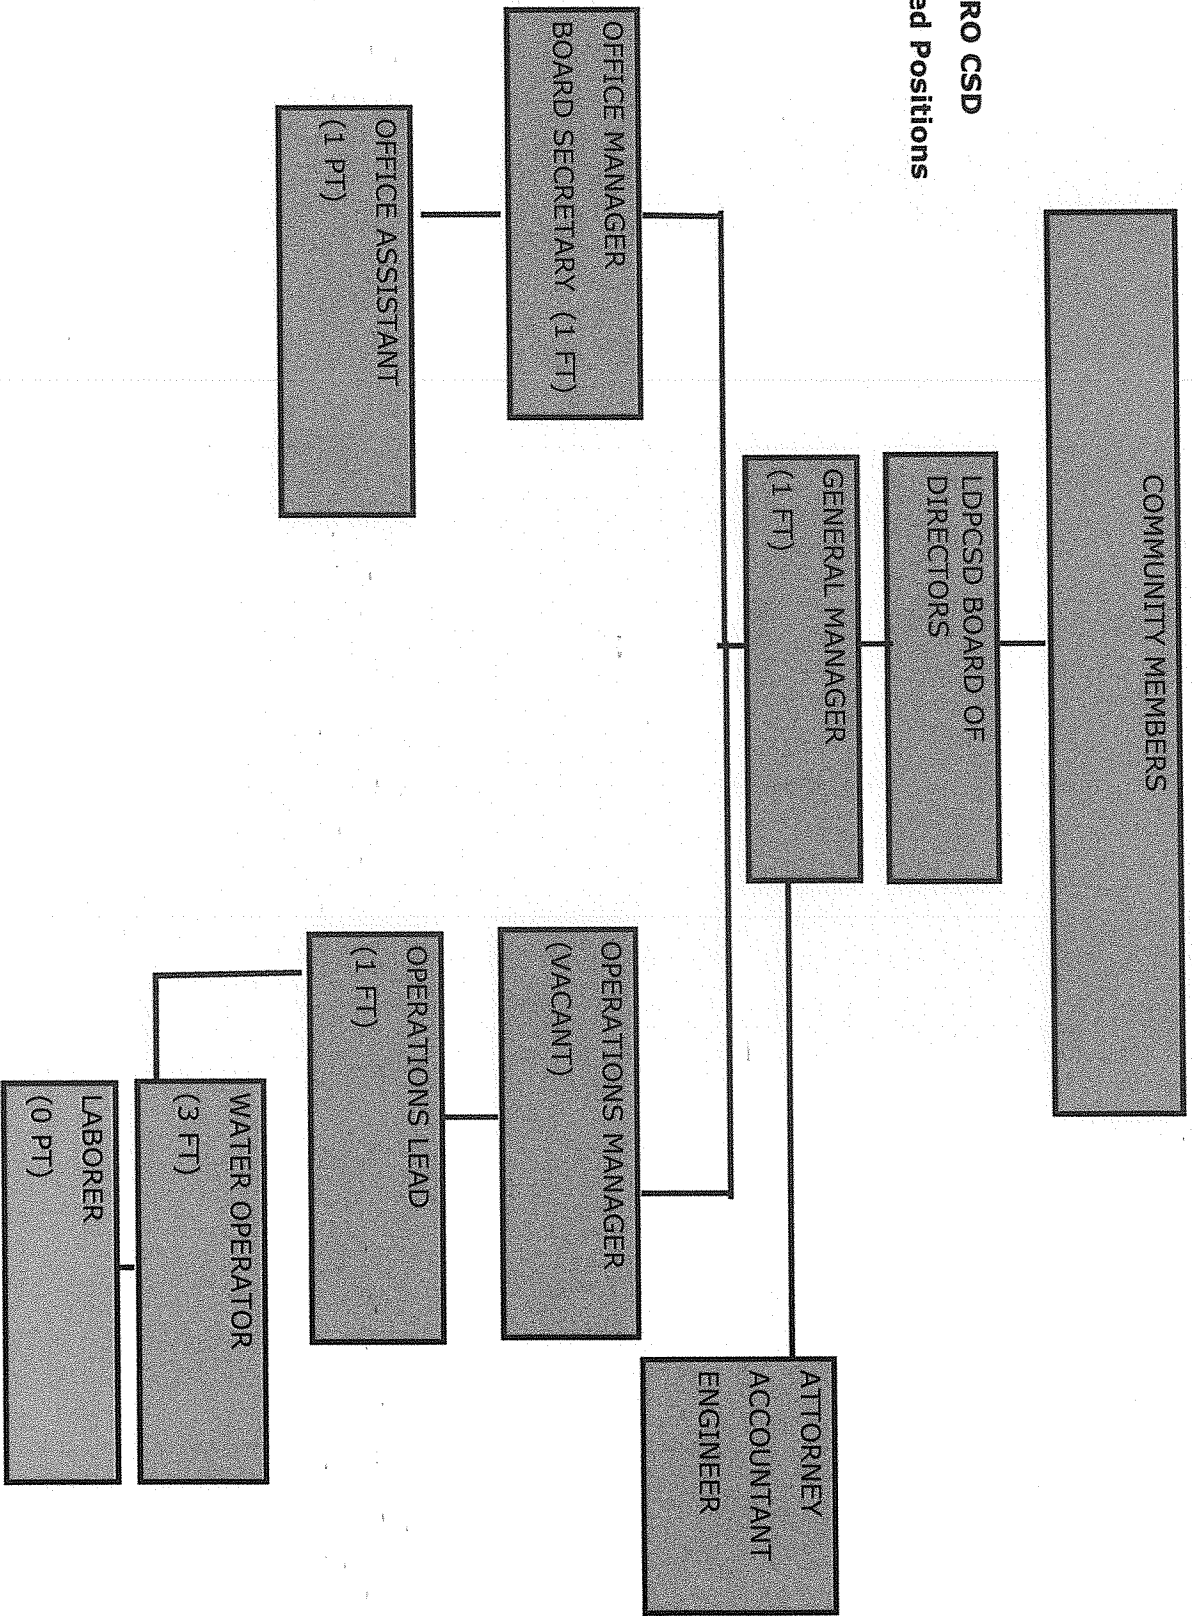 RO CSD
ed Positions
COMMUNITY MEMBERS
LDPCSD BOARD OF
DIRECTORS
GENERAL MANAGER
(1 FT)
ATTORNEY
ACCOUNTANT
ENGINEER
OFFICE MANAGER
BOARD SECRETARY (1 FT)
OFFICE ASSISTANT
(1 PT)
OPERATIONS MANAGER
(VACANT)
OPERATIONS LEAD
(1 FT)
WATER OPERATOR
(3 FT)
LABORER
(0 PT)